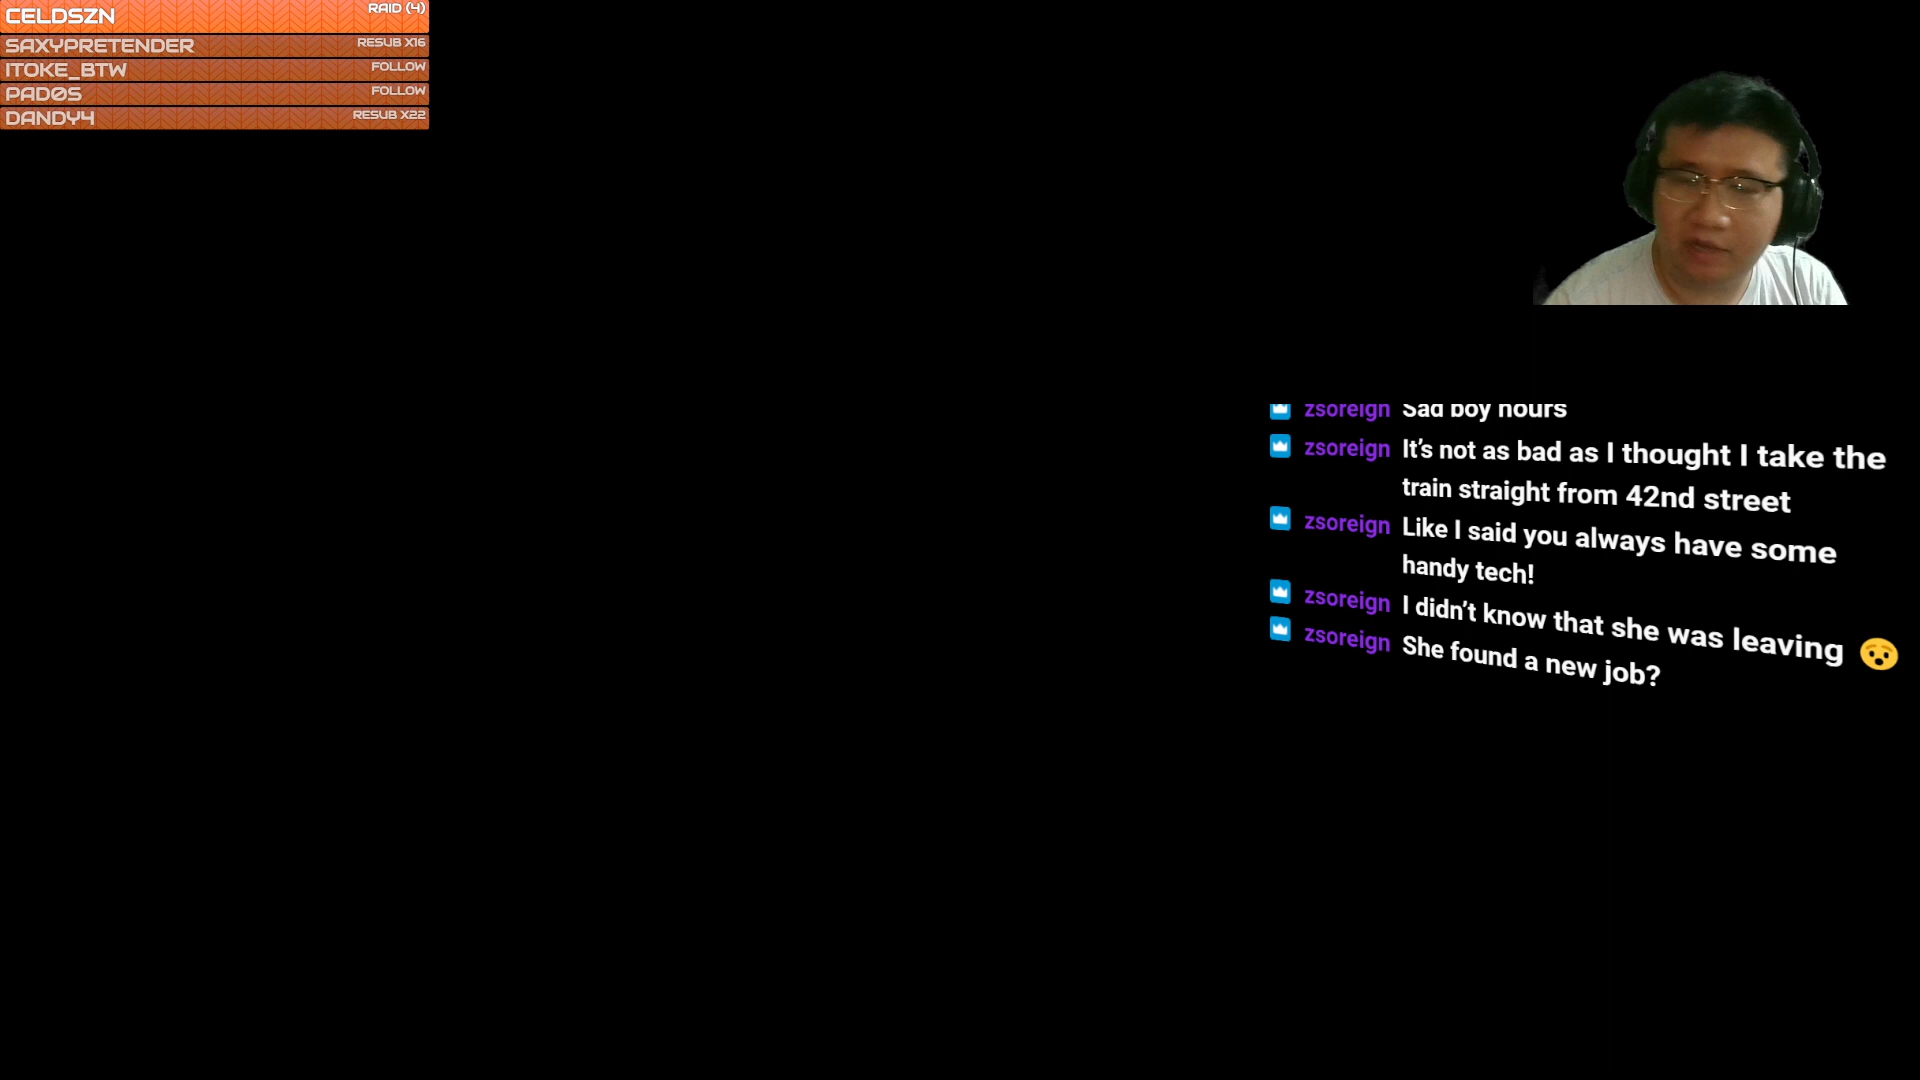 CELDSZN RAID (4)
SAXYPRETENDER RESUB X16
ITOKE_BTW FOLLOW
PAD0S FOLLOW
DANDY4 RESUB X22
zsoreign Sad boy hours
zsoreign It’s not as bad as I thought I take the
train straight from 42nd street
zsoreign Like I said you always have some
handy tech!
zsoreign I didn’t know that she was leaving 😯
zsoreign She found a new job?